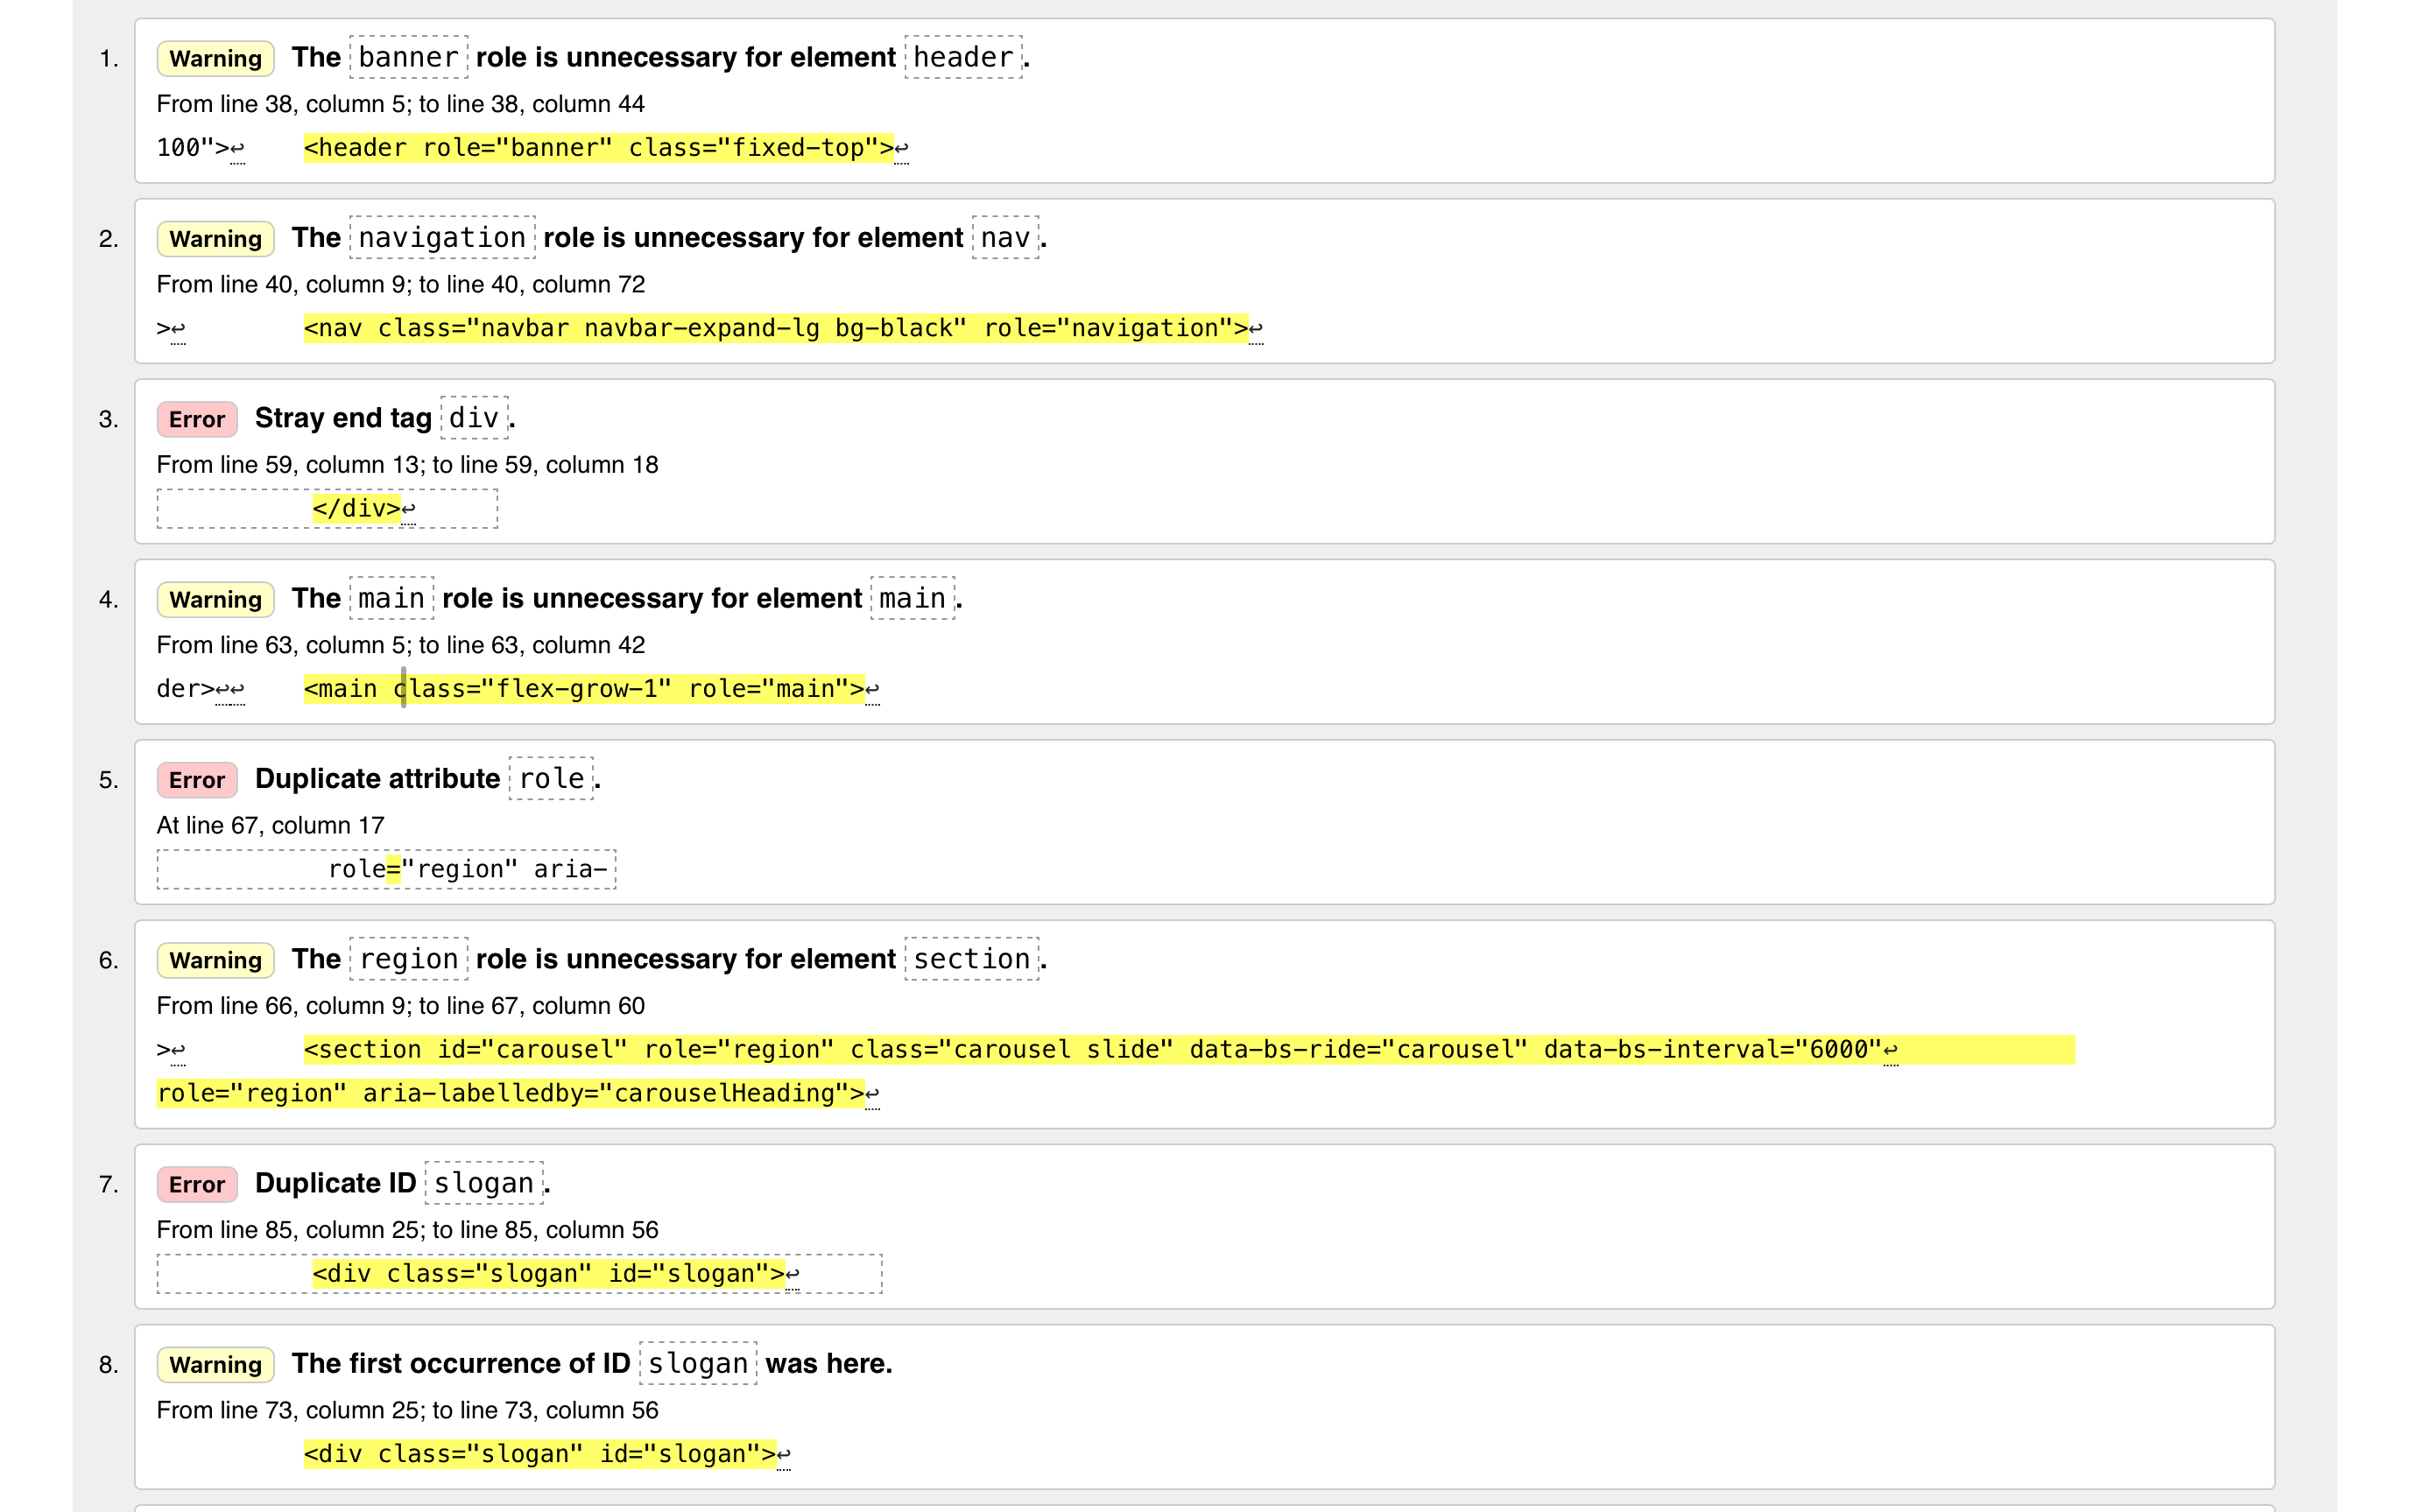 1. Warning The banner role is unnecessary for element header.
From line 38, column 5; to line 38, column 44
100">↩ <header role="banner" class="fixed-top">↩
2. Warning The navigation role is unnecessary for element nav.
From line 40, column 9; to line 40, column 72
>↩ <nav class="navbar navbar-expand-lg bg-black" role="navigation">↩
3. Error Stray end tag div.
From line 59, column 13; to line 59, column 18
</div>↩
4. Warning The main role is unnecessary for element main.
From line 63, column 5; to line 63, column 42
der>↩↩ <main class="flex-grow-1" role="main">↩
5. Error Duplicate attribute role.
At line 67, column 17
role="region" aria-
6. Warning The region role is unnecessary for element section.
From line 66, column 9; to line 67, column 60
>↩ <section id="carousel" role="region" class="carousel slide" data-bs-ride="carousel" data-bs-interval="6000"↩
role="region" aria-labelledby="carouselHeading">↩
7. Error Duplicate ID slogan.
From line 85, column 25; to line 85, column 56
<div class="slogan" id="slogan">↩
8. Warning The first occurrence of ID slogan was here.
From line 73, column 25; to line 73, column 56
<div class="slogan" id="slogan">↩